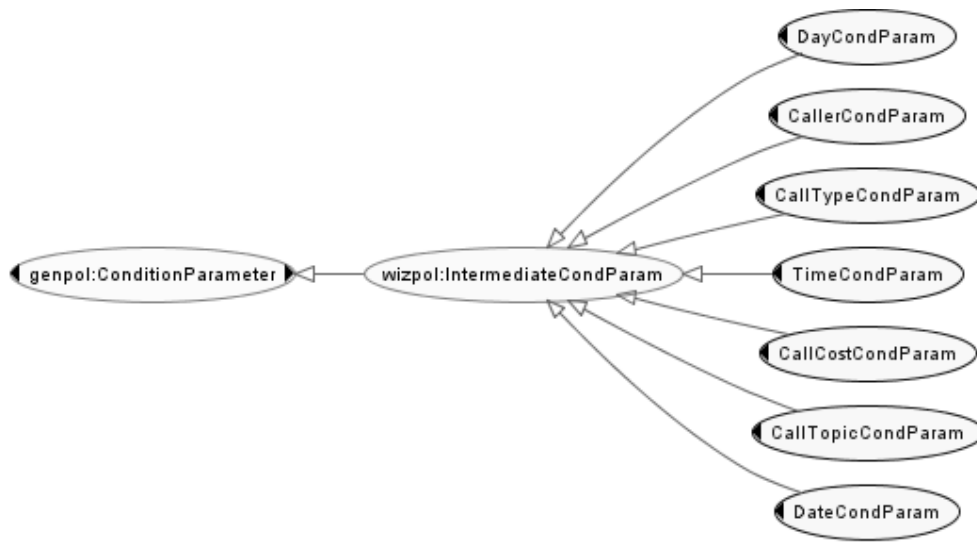 DayCondParam
CallerCondParam
CallTypeCondParam
genpol:ConditionParameter
wizpol:IntermediateCondParam
TimeCondParam
CallCostCondParam
CallTopicCondParam
DateCondParam